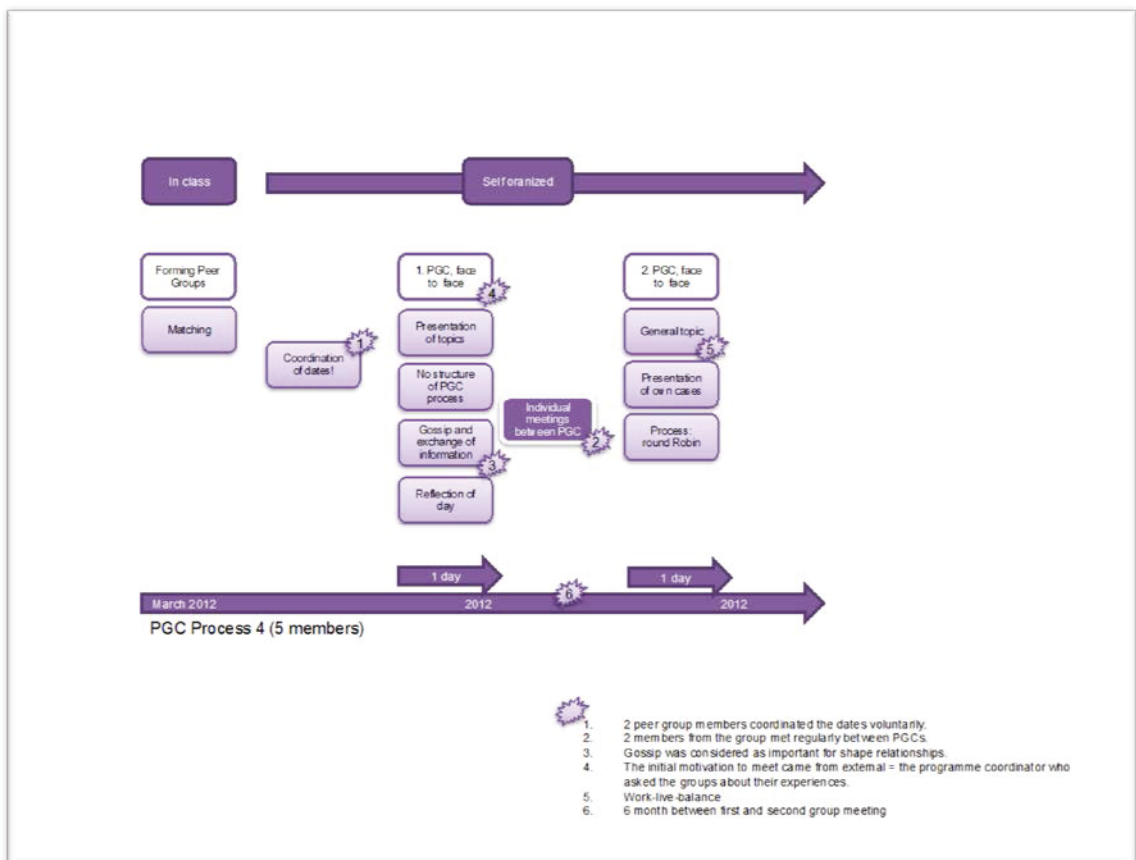 In class
Self oranized
Forming Peer
Groups
Matching
Coordination
of dates!
1
1. PGC, face
to face
4
Presentation
of topics
No structure
of PGC
process
Gossip and
exchange of
information
3
Reflection of
day
Individual
meetings
between PGC
2
2. PGC, face
to face
General topic
5
Presentation
of own cases
Process:
round Robin
1 day
1 day
March 2012
2012
6
2012
PGC Process 4 (5 members)
1. 2 peer group members coordinated the dates voluntarily.
2. 2 members from the group met regularly between PGCs.
3. Gossip was considered as important for shape relationships.
4. The initial motivation to meet came from external = the programme coordinator who
asked the groups about their experiences.
5. Work-live-balance
6. 6 month between first and second group meeting